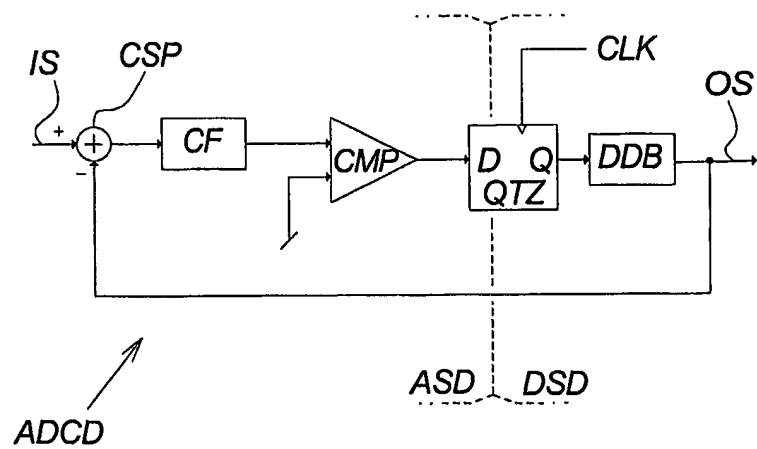 CLK
IS
CSP
OS
+
+
CF
CMP
D Q
QTZ
DDB
-
ASD
DSD
ADCD